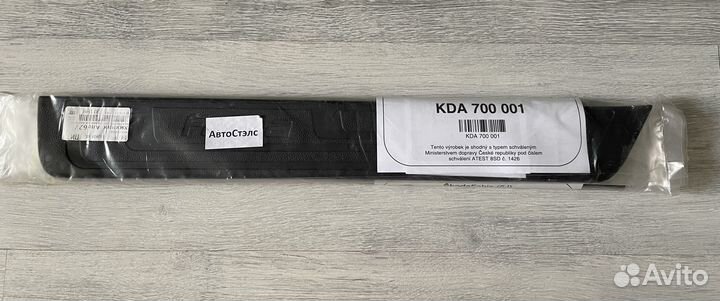 АвтоСтэлс
KDA 700 001
KDA 700 001
Tento výrobek je shodný s typem schváleným
Ministerstvem dopravy České republiky pod číslem
schválení ATEST 8SD č. 1426
Avito